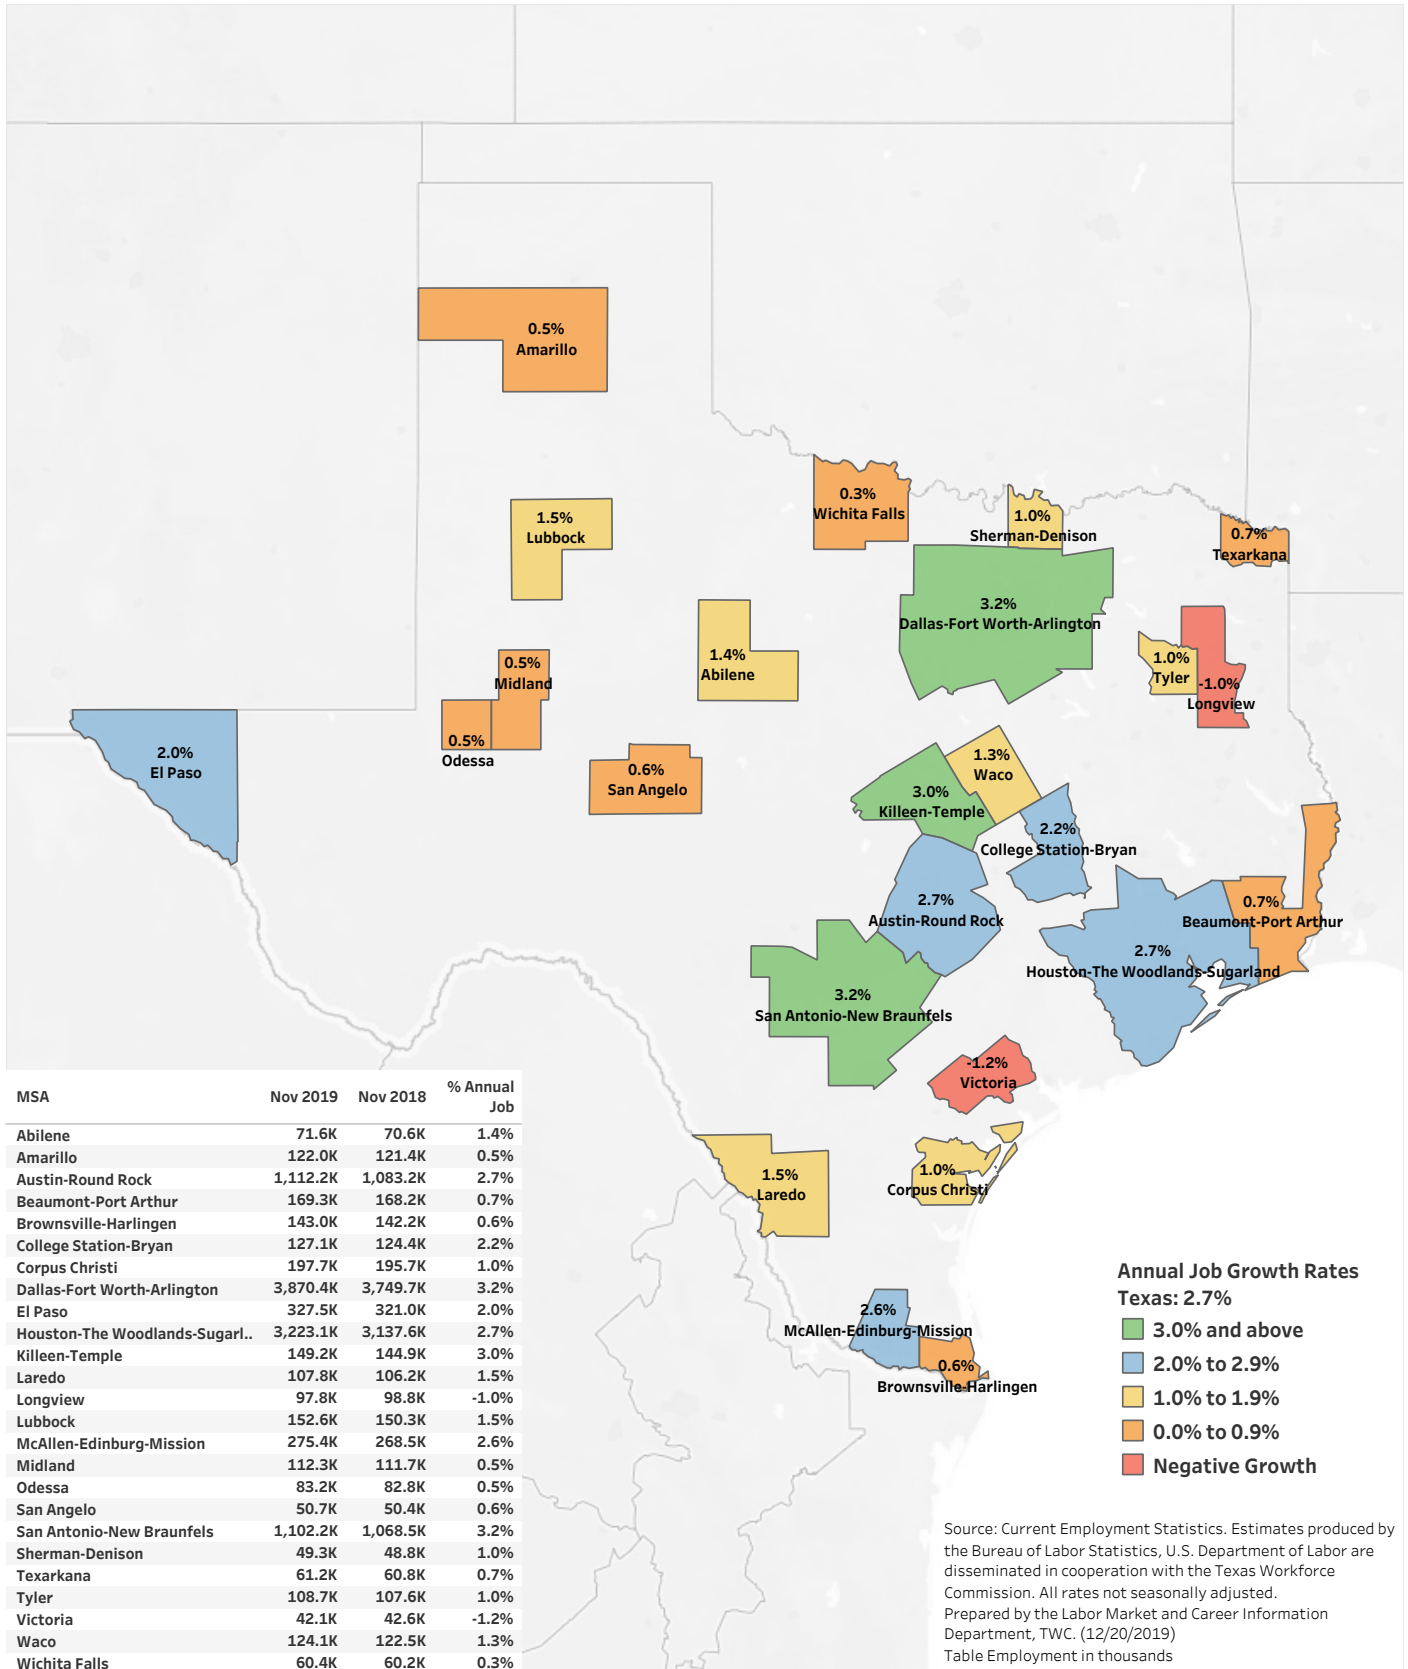 0.5%
Amarillo
0.3%
Wichita Falls
1.5%
Lubbock
1.0%
Sherman-Denison
0.7%
Texarkana
3.2%
Dallas-Fort Worth-Arlington
1.4%
Abilene
0.5%
Midland
1.0%
Tyler
-1.0%
Longview
0.5%
Odessa
2.0%
El Paso
0.6%
San Angelo
1.3%
Waco
3.0%
Killeen-Temple
2.2%
College Station-Bryan
2.7%
Austin-Round Rock
0.7%
Beaumont-Port Arthur
2.7%
Houston-The Woodlands-Sugarland
3.2%
San Antonio-New Braunfels
-1.2%
Victoria
1.5%
Laredo
1.0%
Corpus Christi
2.6%
McAllen-Edinburg-Mission
0.6%
Brownsville-Harlingen
MSA Nov 2019 Nov 2018 % Annual
Job
Abilene 71.6K 70.6K 1.4%
Amarillo 122.0K 121.4K 0.5%
Austin-Round Rock 1,112.2K 1,083.2K 2.7%
Beaumont-Port Arthur 169.3K 168.2K 0.7%
Brownsville-Harlingen 143.0K 142.2K 0.6%
College Station-Bryan 127.1K 124.4K 2.2%
Corpus Christi 197.7K 195.7K 1.0%
Dallas-Fort Worth-Arlington 3,870.4K 3,749.7K 3.2%
El Paso 327.5K 321.0K 2.0%
Houston-The Woodlands-Sugarl.. 3,223.1K 3,137.6K 2.7%
Killeen-Temple 149.2K 144.9K 3.0%
Laredo 107.8K 106.2K 1.5%
Longview 97.8K 98.8K -1.0%
Lubbock 152.6K 150.3K 1.5%
McAllen-Edinburg-Mission 275.4K 268.5K 2.6%
Midland 112.3K 111.7K 0.5%
Odessa 83.2K 82.8K 0.5%
San Angelo 50.7K 50.4K 0.6%
San Antonio-New Braunfels 1,102.2K 1,068.5K 3.2%
Sherman-Denison 49.3K 48.8K 1.0%
Texarkana 61.2K 60.8K 0.7%
Tyler 108.7K 107.6K 1.0%
Victoria 42.1K 42.6K -1.2%
Waco 124.1K 122.5K 1.3%
Wichita Falls 60.4K 60.2K 0.3%
Annual Job Growth Rates
Texas: 2.7%
3.0% and above
2.0% to 2.9%
1.0% to 1.9%
0.0% to 0.9%
Negative Growth
Source: Current Employment Statistics. Estimates produced by
the Bureau of Labor Statistics, U.S. Department of Labor are
disseminated in cooperation with the Texas Workforce
Commission. All rates not seasonally adjusted.
Prepared by the Labor Market and Career Information
Department, TWC. (12/20/2019)
Table Employment in thousands